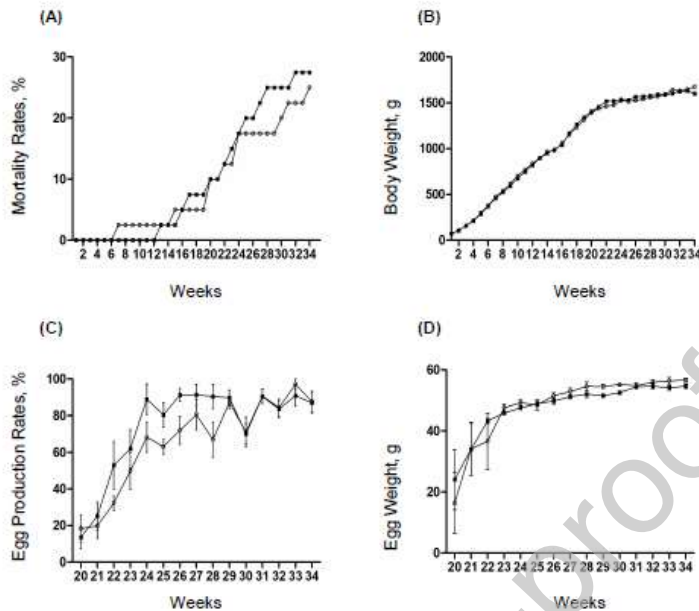 (A)
(B)
Mortality Rates, %
30
20
10
0
2 4 6 8 10 12 14 16 18 20 22 24 26 28 30 32 34
Weeks
Body Weight, g
2000
1500
1000
500
0
2 4 6 8 10 12 14 16 18 20 22 24 26 28 30 32 34
Weeks
(C)
(D)
Egg Production Rates, %
100
80
60
40
20
0
20 21 22 23 24 25 26 27 28 29 30 31 32 33 34
Weeks
Egg Weight, g
60
40
20
0
20 21 22 23 24 25 26 27 28 29 30 31 32 33 34
Weeks
proof